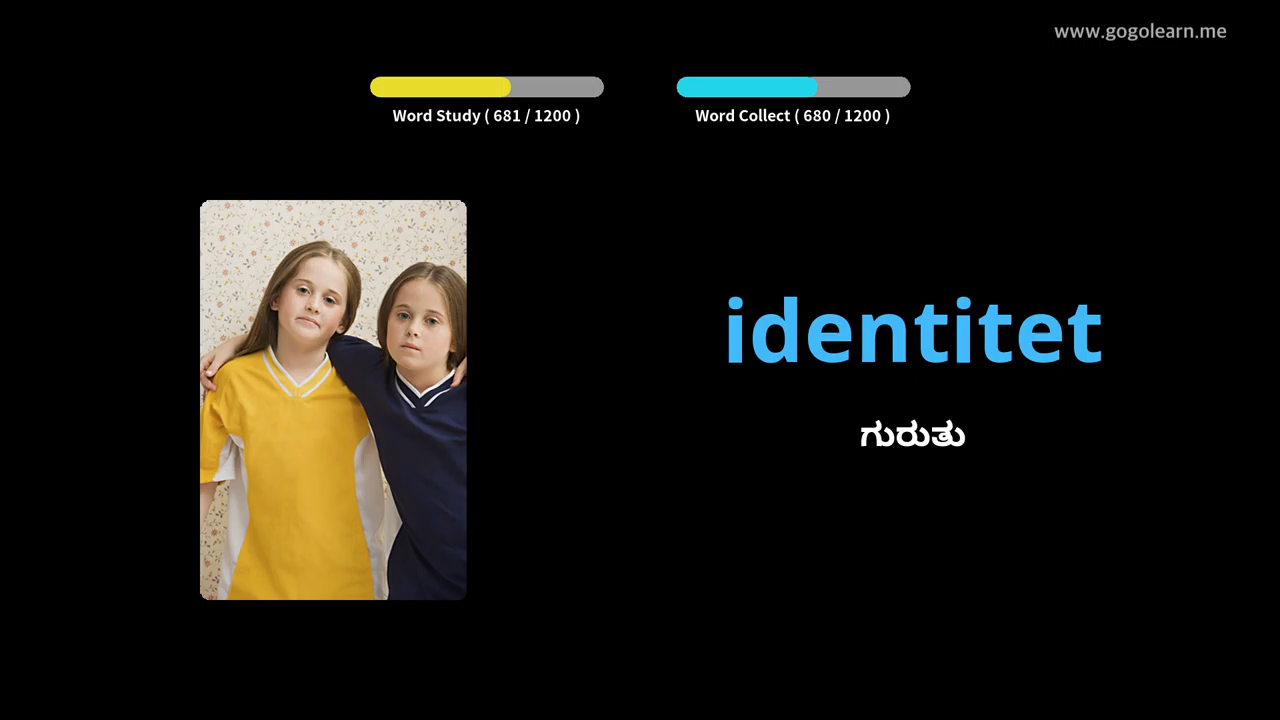 www.gogolearn.me
Word Study ( 681 / 1200 )
Word Collect ( 680 / 1200 )
identitet
ಗುರುತು